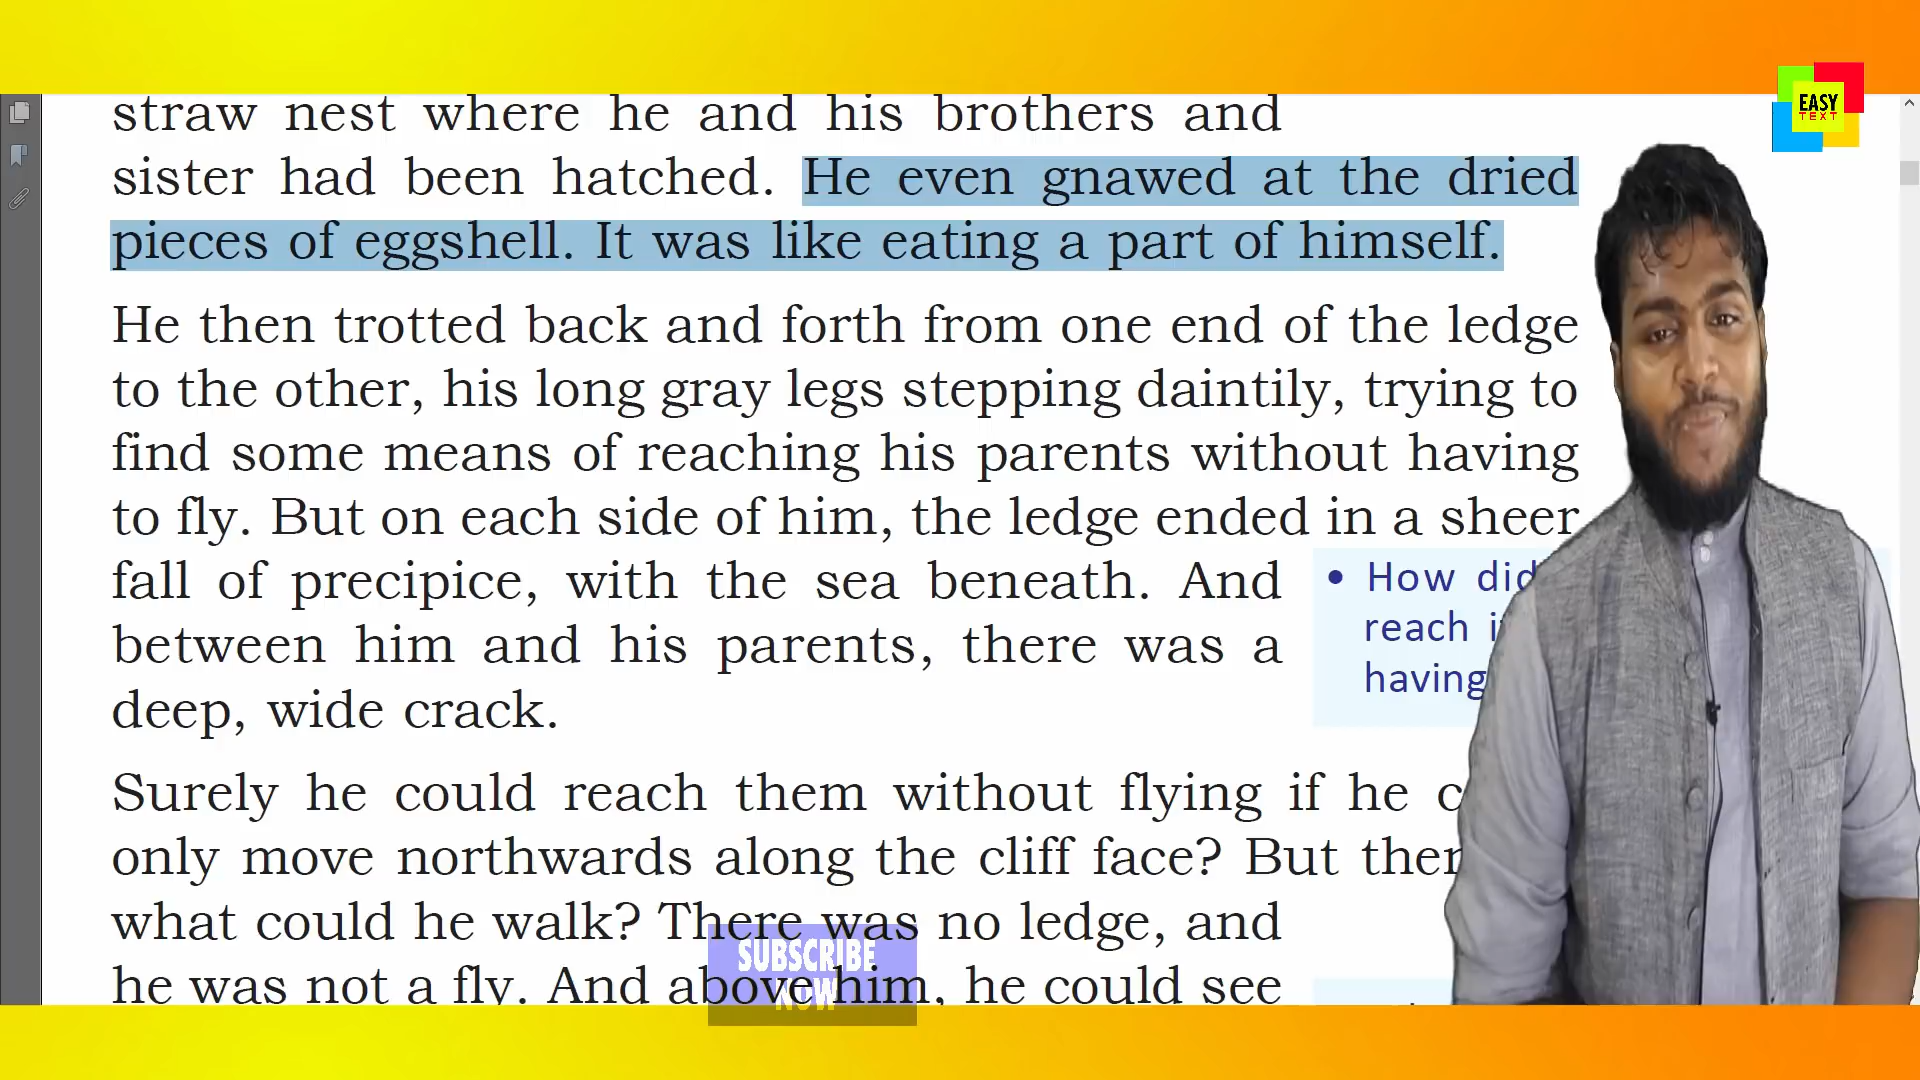 EASY
TEXT
straw nest where he and his brothers and
sister had been hatched. He even gnawed at the dried
pieces of eggshell. It was like eating a part of himself.
He then trotted back and forth from one end of the ledge
to the other, his long gray legs stepping daintily, trying to
find some means of reaching his parents without having
to fly. But on each side of him, the ledge ended in a sheer
fall of precipice, with the sea beneath. And
between him and his parents, there was a
deep, wide crack.
• How did
reach
having
Surely he could reach them without flying if he
only move northwards along the cliff face? But
what could he walk? There was no ledge, and
he was not a fly. And above him, he could see
SUBSCRIBE
NOW